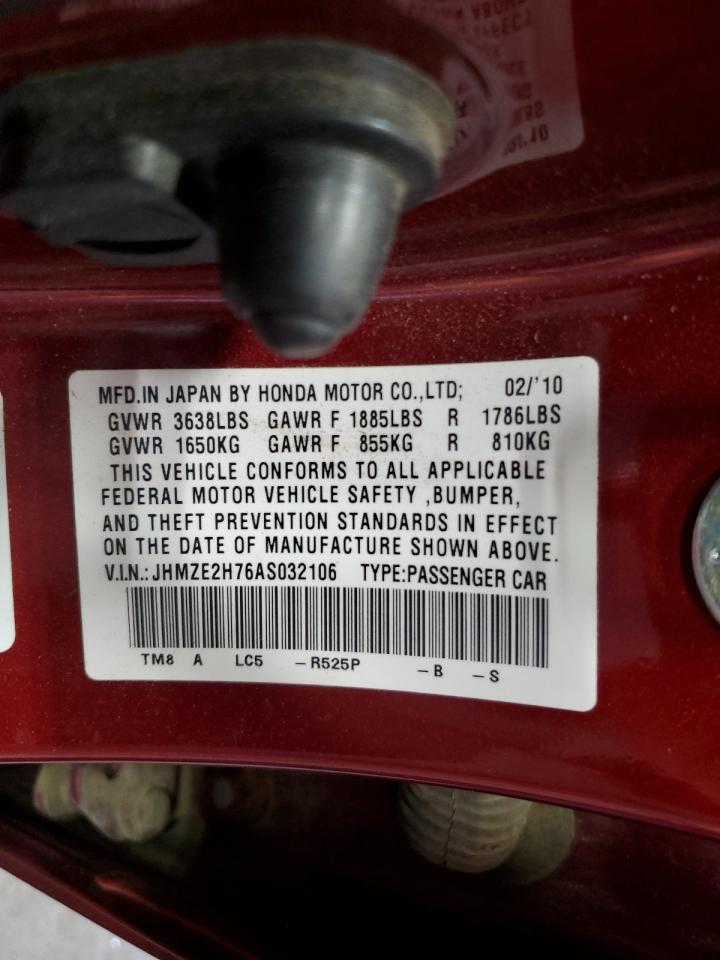 MFD.IN JAPAN BY HONDA MOTOR CO.,LTD; 02/'10
GVWR 3638LBS GAWR F 1885LBS R 1786LBS
GVWR 1650KG GAWR F 855KG R 810KG
THIS VEHICLE CONFORMS TO ALL APPLICABLE
FEDERAL MOTOR VEHICLE SAFETY ,BUMPER,
AND THEFT PREVENTION STANDARDS IN EFFECT
ON THE DATE OF MANUFACTURE SHOWN ABOVE.
V.I.N.: JHMZE2H76AS032106 TYPE:PASSENGER CAR
TM8 A LC5 –R525P –B –S